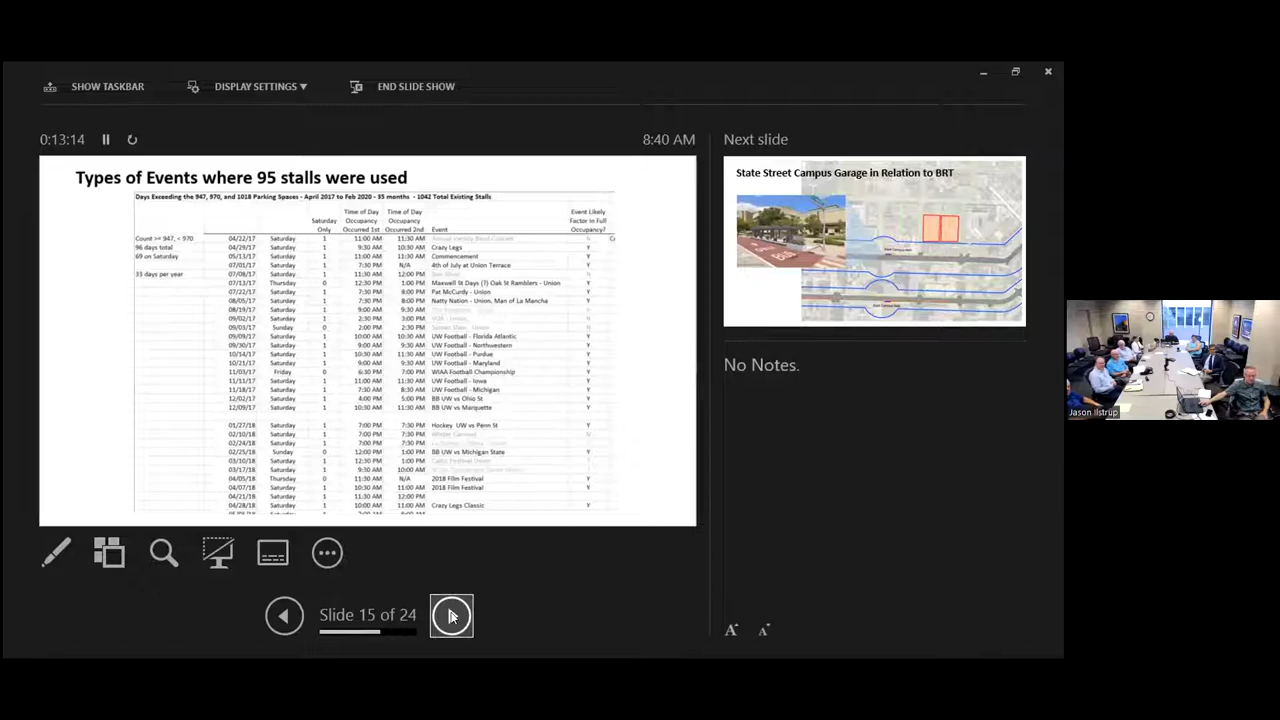 SHOW TASKBAR DISPLAY SETTINGS ▼ END SLIDE SHOW
0:13:14 8:40 AM
Types of Events where 95 stalls were used
Days Exceeding the 947, 970, and 1018 Parking Spaces - April 2017 to Feb 2020 - 35 months - 1042 Total Existing Stalls
Saturday Only Time of Day Occupancy Occurred 1st Time of Day Occupancy Occurred 2nd Event Event Likely Factor in Full Occupancy?
Count >= 947, < 970 04/22/17 Saturday 1 11:00 AM 11:30 AM N
96 days total 04/29/17 Saturday 1 9:30 AM 10:30 AM Crazy Legs Y
69 on Saturday 05/13/17 Saturday 1 11:00 AM 11:30 AM Commencement Y
07/01/17 Saturday 1 7:30 PM N/A 4th of July at Union Terrace Y
33 days per year 07/08/17 Saturday 1 11:30 AM 12:00 PM N
07/13/17 Thursday 0 12:30 PM 1:00 PM Maxwell St Days (?) Oak St Ramblers - Union Y
07/22/17 Saturday 1 7:30 PM 8:00 PM Pat McCurdy - Union Y
08/05/17 Saturday 1 7:30 PM 8:00 PM Natty Nation - Union, Man of La Mancha Y
08/19/17 Saturday 1 9:00 AM 9:30 AM N
09/02/17 Saturday 1 2:30 PM 3:00 PM N
09/03/17 Sunday 0 2:00 PM 2:30 PM N
09/09/17 Saturday 1 10:00 AM 10:30 AM UW Football - Florida Atlantic Y
09/30/17 Saturday 1 9:00 AM 9:30 AM UW Football - Northwestern Y
10/14/17 Saturday 1 10:30 AM 11:30 AM UW Football - Purdue Y
10/21/17 Saturday 1 9:00 AM 9:30 AM UW Football - Maryland Y
11/03/17 Friday 0 6:30 PM 7:00 PM WIAA Football Championship Y
11/11/17 Saturday 1 11:00 AM 11:30 AM UW Football - Iowa Y
11/18/17 Saturday 1 7:30 AM 8:30 AM UW Football - Michigan Y
12/02/17 Saturday 1 4:00 PM 5:00 PM BB UW vs Ohio St Y
12/09/17 Saturday 1 10:30 AM 11:30 AM BB UW vs Marquette Y
01/27/18 Saturday 1 7:00 PM 7:30 PM Hockey UW vs Penn St Y
02/10/18 Saturday 1 7:00 PM 7:00 PM N
02/24/18 Saturday 1 7:00 PM 7:30 PM
02/25/18 Sunday 0 12:00 PM 1:00 PM BB UW vs Michigan State Y
03/10/18 Saturday 1 12:30 PM 1:00 PM
03/17/18 Saturday 1 9:30 AM 10:00 AM
04/05/18 Thursday 0 11:30 AM N/A 2018 Film Festival Y
04/07/18 Saturday 1 10:30 AM 11:00 AM 2018 Film Festival Y
04/21/18 Saturday 1 11:30 AM 12:00 PM
04/28/18 Saturday 1 10:00 AM 11:00 AM Crazy Legs Classic Y
Slide 15 of 24
Next slide
State Street Campus Garage in Relation to BRT
No Notes.
Jason Ilstrup